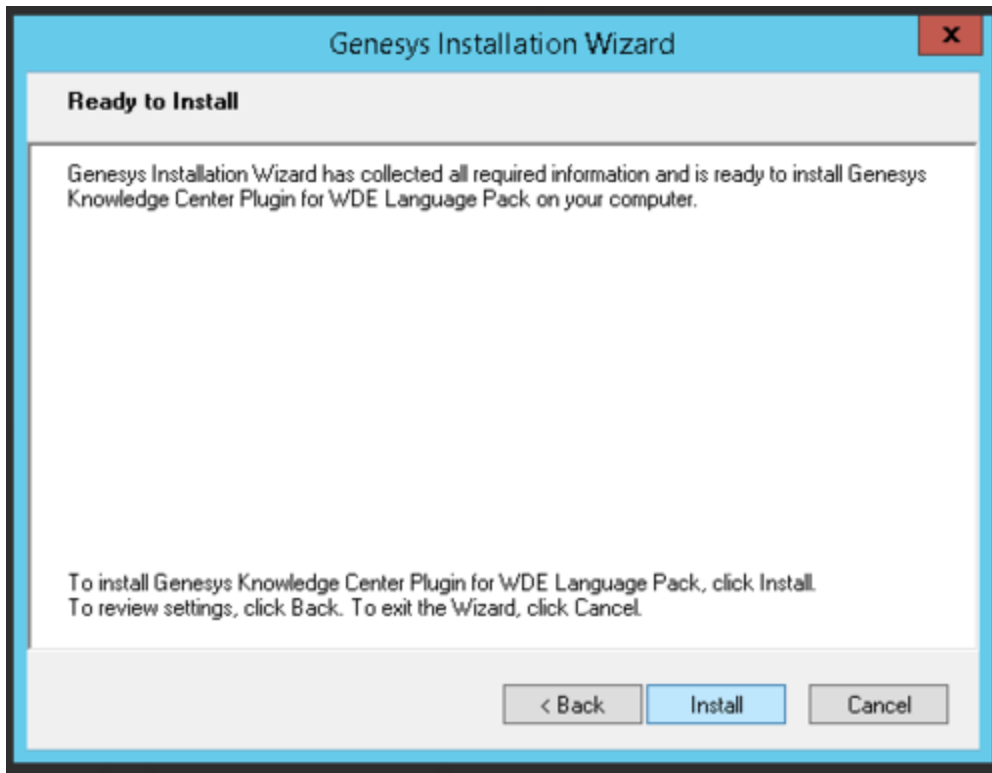 Genesys Installation Wizard
x
Ready to Install
Genesys Installation Wizard has collected all required information and is ready to install Genesys
Knowledge Center Plugin for WDE Language Pack on your computer.
To install Genesys Knowledge Center Plugin for WDE Language Pack, click Install.
To review settings, click Back. To exit the Wizard, click Cancel.
< Back Install Cancel